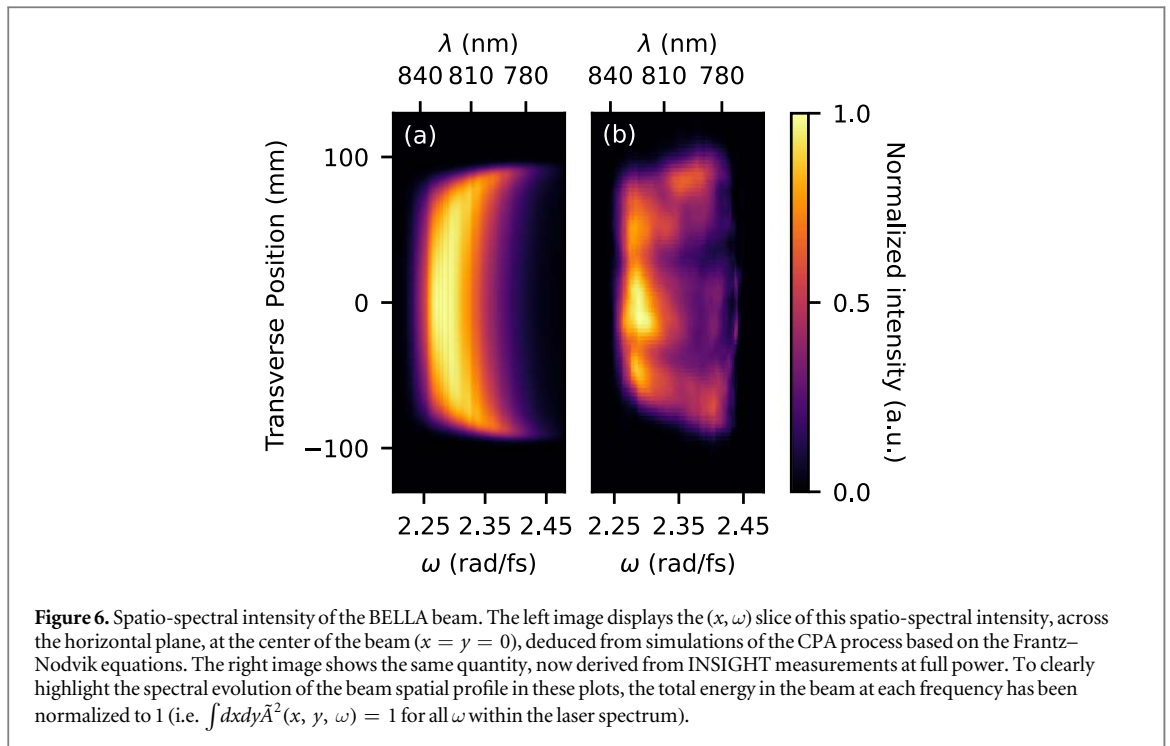 λ (nm)
840 810 780
λ (nm)
840 810 780
(a)
(b)
100
0
−100
Transverse Position (mm)
2.25 2.35 2.45
ω (rad/fs)
2.25 2.35 2.45
ω (rad/fs)
1.0
0.5
0.0
Normalized intensity (a.u.)
Figure 6. Spatio-spectral intensity of the BELLA beam. The left image displays the (x, ω) slice of this spatio-spectral intensity, across
the horizontal plane, at the center of the beam (x = y = 0), deduced from simulations of the CPA process based on the Frantz–
Nodvik equations. The right image shows the same quantity, now derived from INSIGHT measurements at full power. To clearly
highlight the spectral evolution of the beam spatial profile in these plots, the total energy in the beam at each frequency has been
normalized to 1 (i.e. ∫dxdyÃ²(x, y, ω) = 1 for all ω within the laser spectrum).